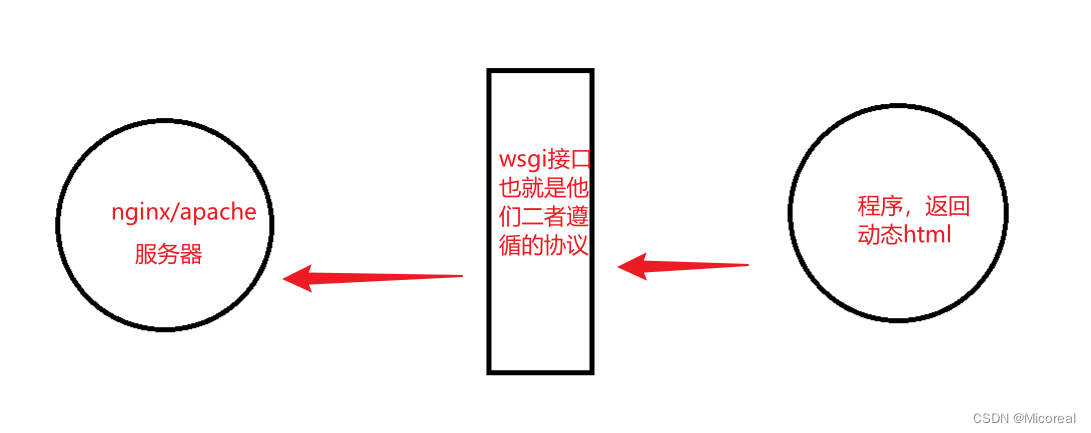 nginx/apache
服务器
wsgi接口
也就是他
们二者遵
循的协议
程序，返回
动态html
CSDN @Micoreal